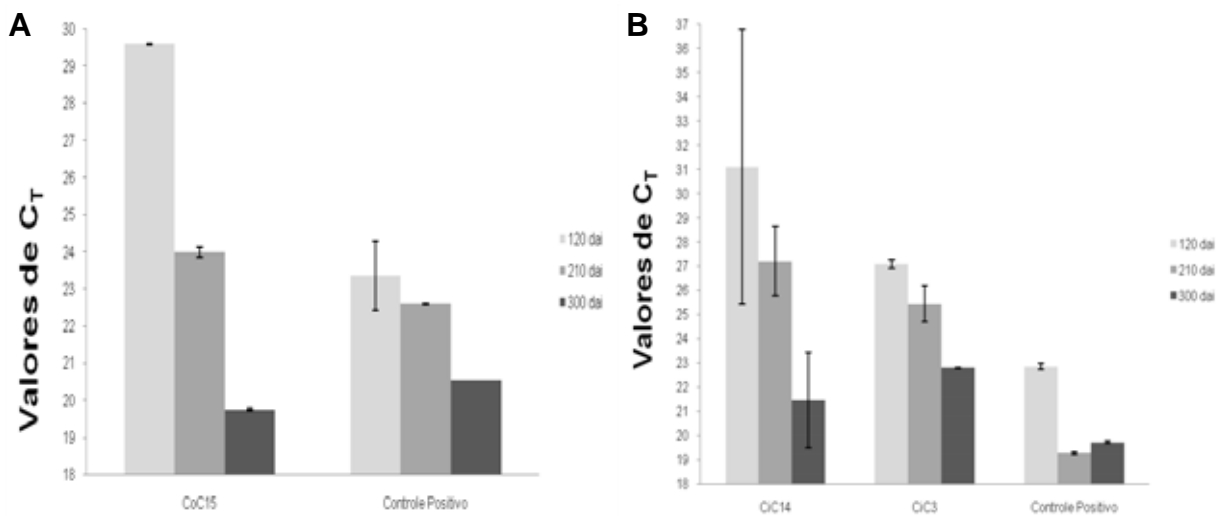 A
Valores de CT
30
29
28
27
26
25
24
23
22
21
20
19
18
CoC15
Controle Positivo
120 dai
210 dai
300 dai
B
Valores de CT
37
36
35
34
33
32
31
30
29
28
27
26
25
24
23
22
21
20
19
18
CiC14
CiC3
Controle Positivo
120 dai
210 dai
300 dai